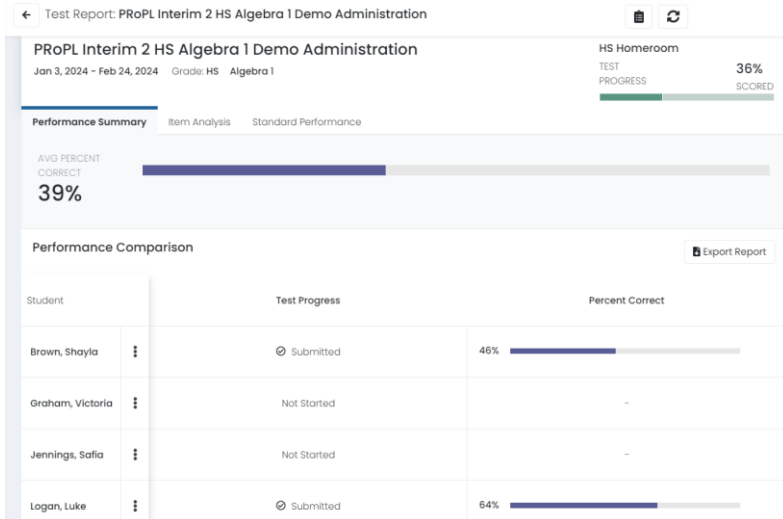 Test Report: PRoPL Interim 2 HS Algebra 1 Demo Administration
PRoPL Interim 2 HS Algebra 1 Demo Administration
Jan 3, 2024 - Feb 24, 2024 Grade: HS Algebra 1
HS Homeroom
TEST
PROGRESS
36%
SCORED
Performance Summary Item Analysis Standard Performance
AVG PERCENT
CORRECT
39%
Performance Comparison
Export Report
Student Test Progress Percent Correct
Brown, Shayla Submitted 46%
Graham, Victoria Not Started -
Jennings, Safia Not Started -
Logan, Luke Submitted 64%